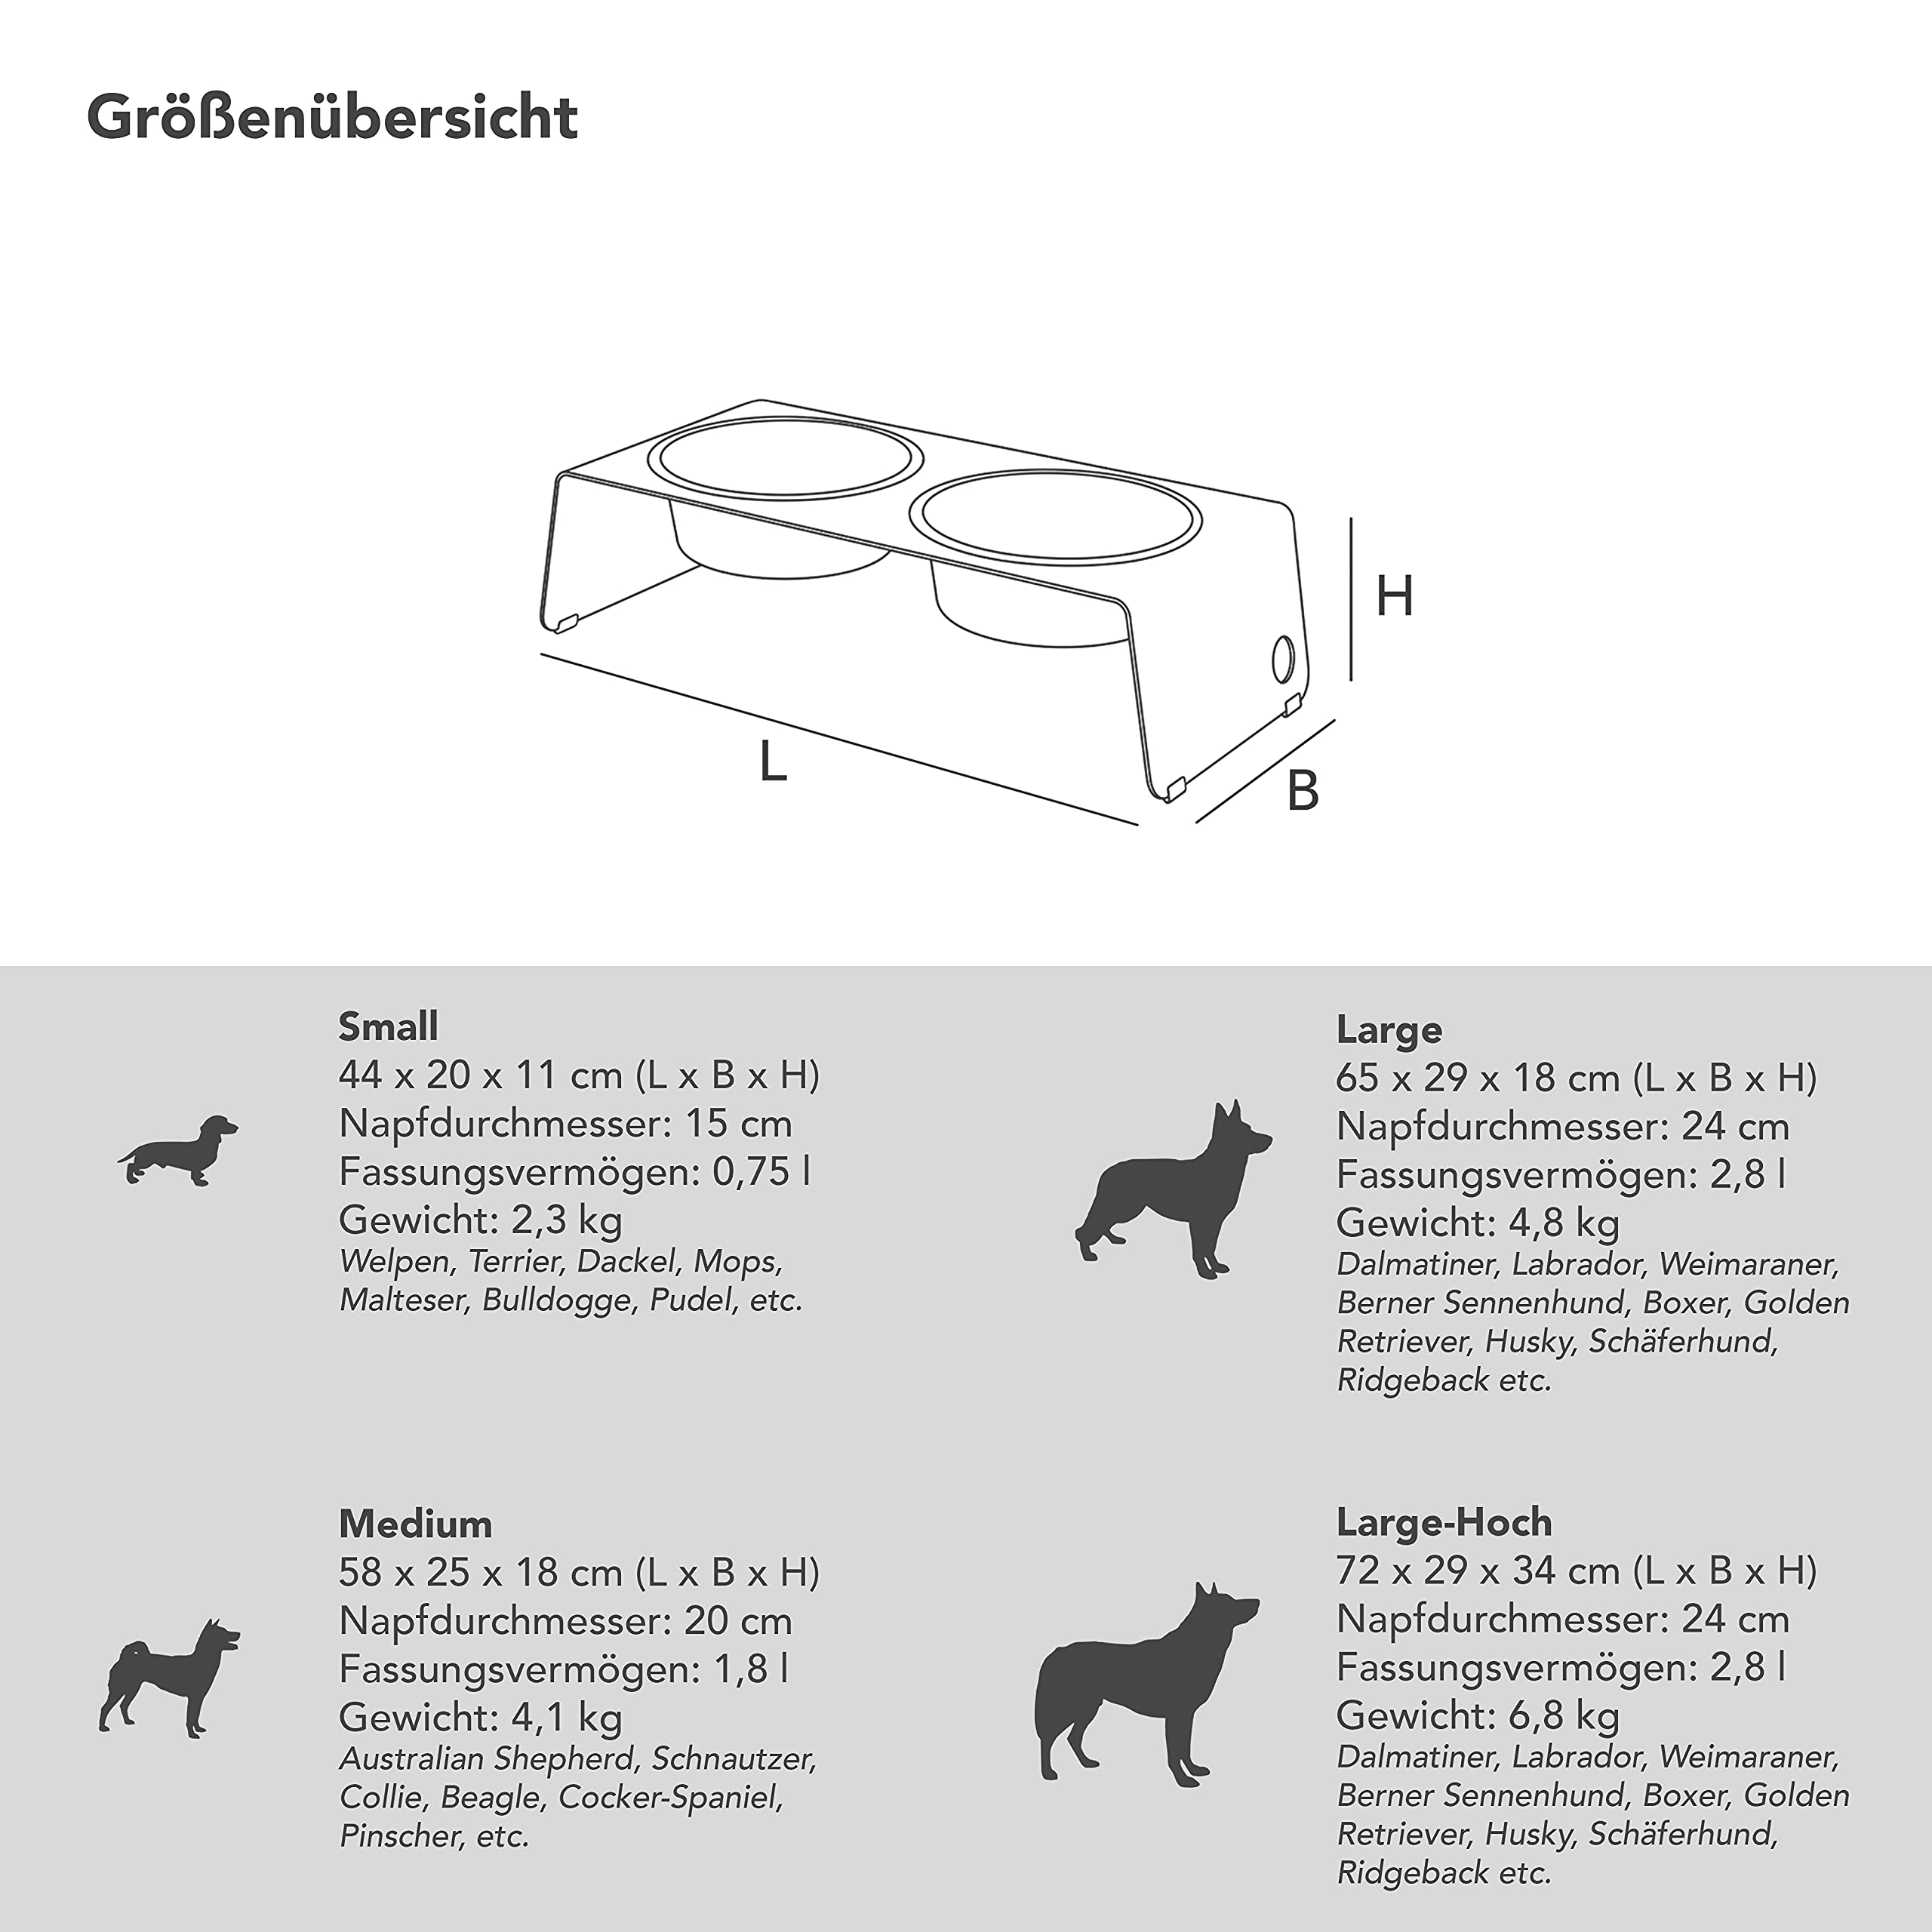 Größenübersicht
H
L
B
Small
44 x 20 x 11 cm (L x B x H)
Napfdurchmesser: 15 cm
Fassungsvermögen: 0,75 l
Gewicht: 2,3 kg
Welpen, Terrier, Dackel, Mops,
Malteser, Bulldogge, Pudel, etc.
Large
65 x 29 x 18 cm (L x B x H)
Napfdurchmesser: 24 cm
Fassungsvermögen: 2,8 l
Gewicht: 4,8 kg
Dalmatiner, Labrador, Weimaraner,
Berner Sennenhund, Boxer, Golden
Retriever, Husky, Schäferhund,
Ridgeback etc.
Medium
58 x 25 x 18 cm (L x B x H)
Napfdurchmesser: 20 cm
Fassungsvermögen: 1,8 l
Gewicht: 4,1 kg
Australian Shepherd, Schnautzer,
Collie, Beagle, Cocker-Spaniel,
Pinscher, etc.
Large-Hoch
72 x 29 x 34 cm (L x B x H)
Napfdurchmesser: 24 cm
Fassungsvermögen: 2,8 l
Gewicht: 6,8 kg
Dalmatiner, Labrador, Weimaraner,
Berner Sennenhund, Boxer, Golden
Retriever, Husky, Schäferhund,
Ridgeback etc.